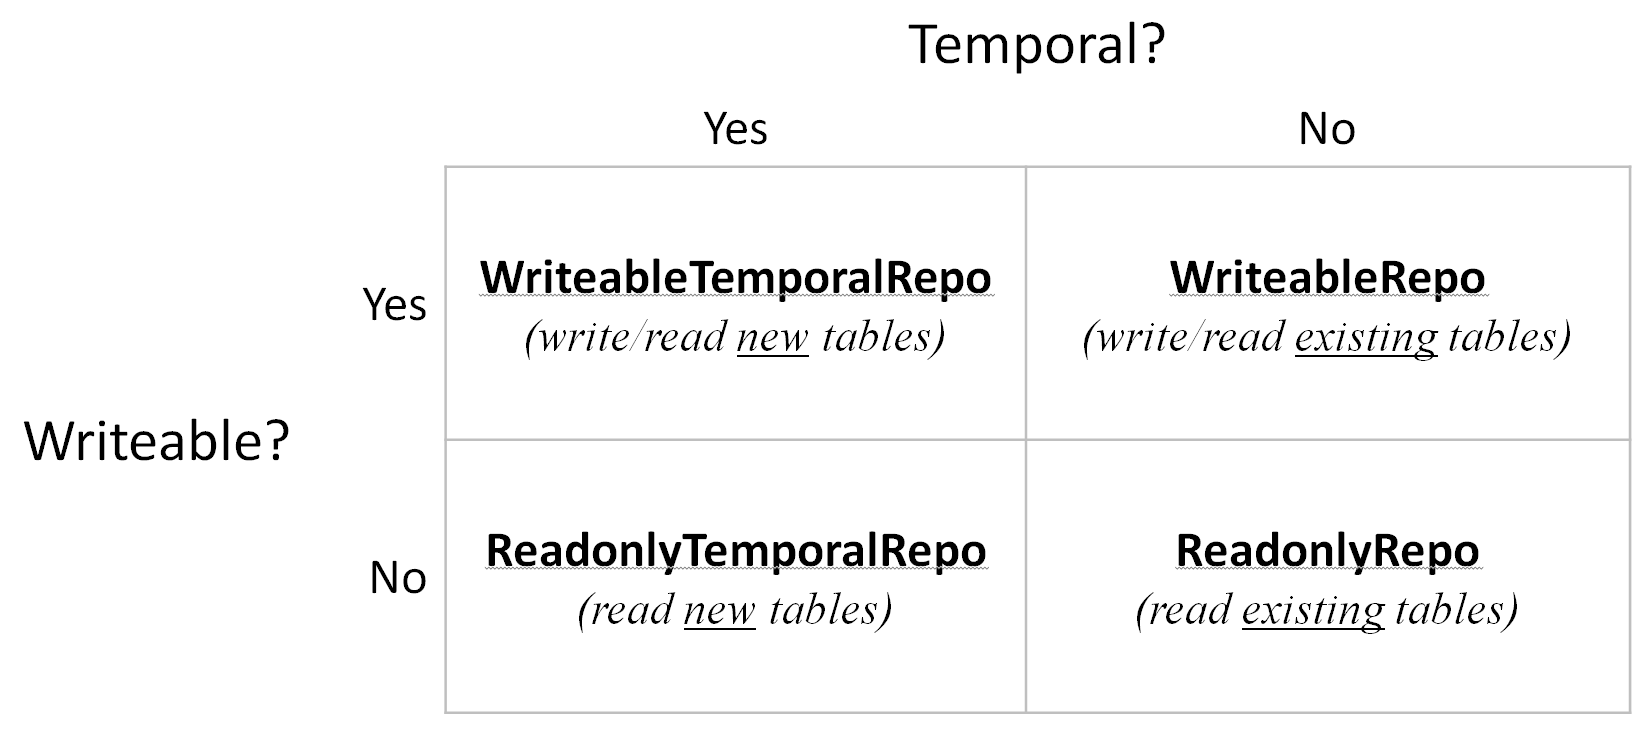 Temporal?
Yes No
WriteableTemporalRepo WriteableRepo
Yes
(write/read new tables) (write/read existing tables)
Writeable?
ReadonlyTemporalRepo ReadonlyRepo
No
(read new tables) (read existing tables)